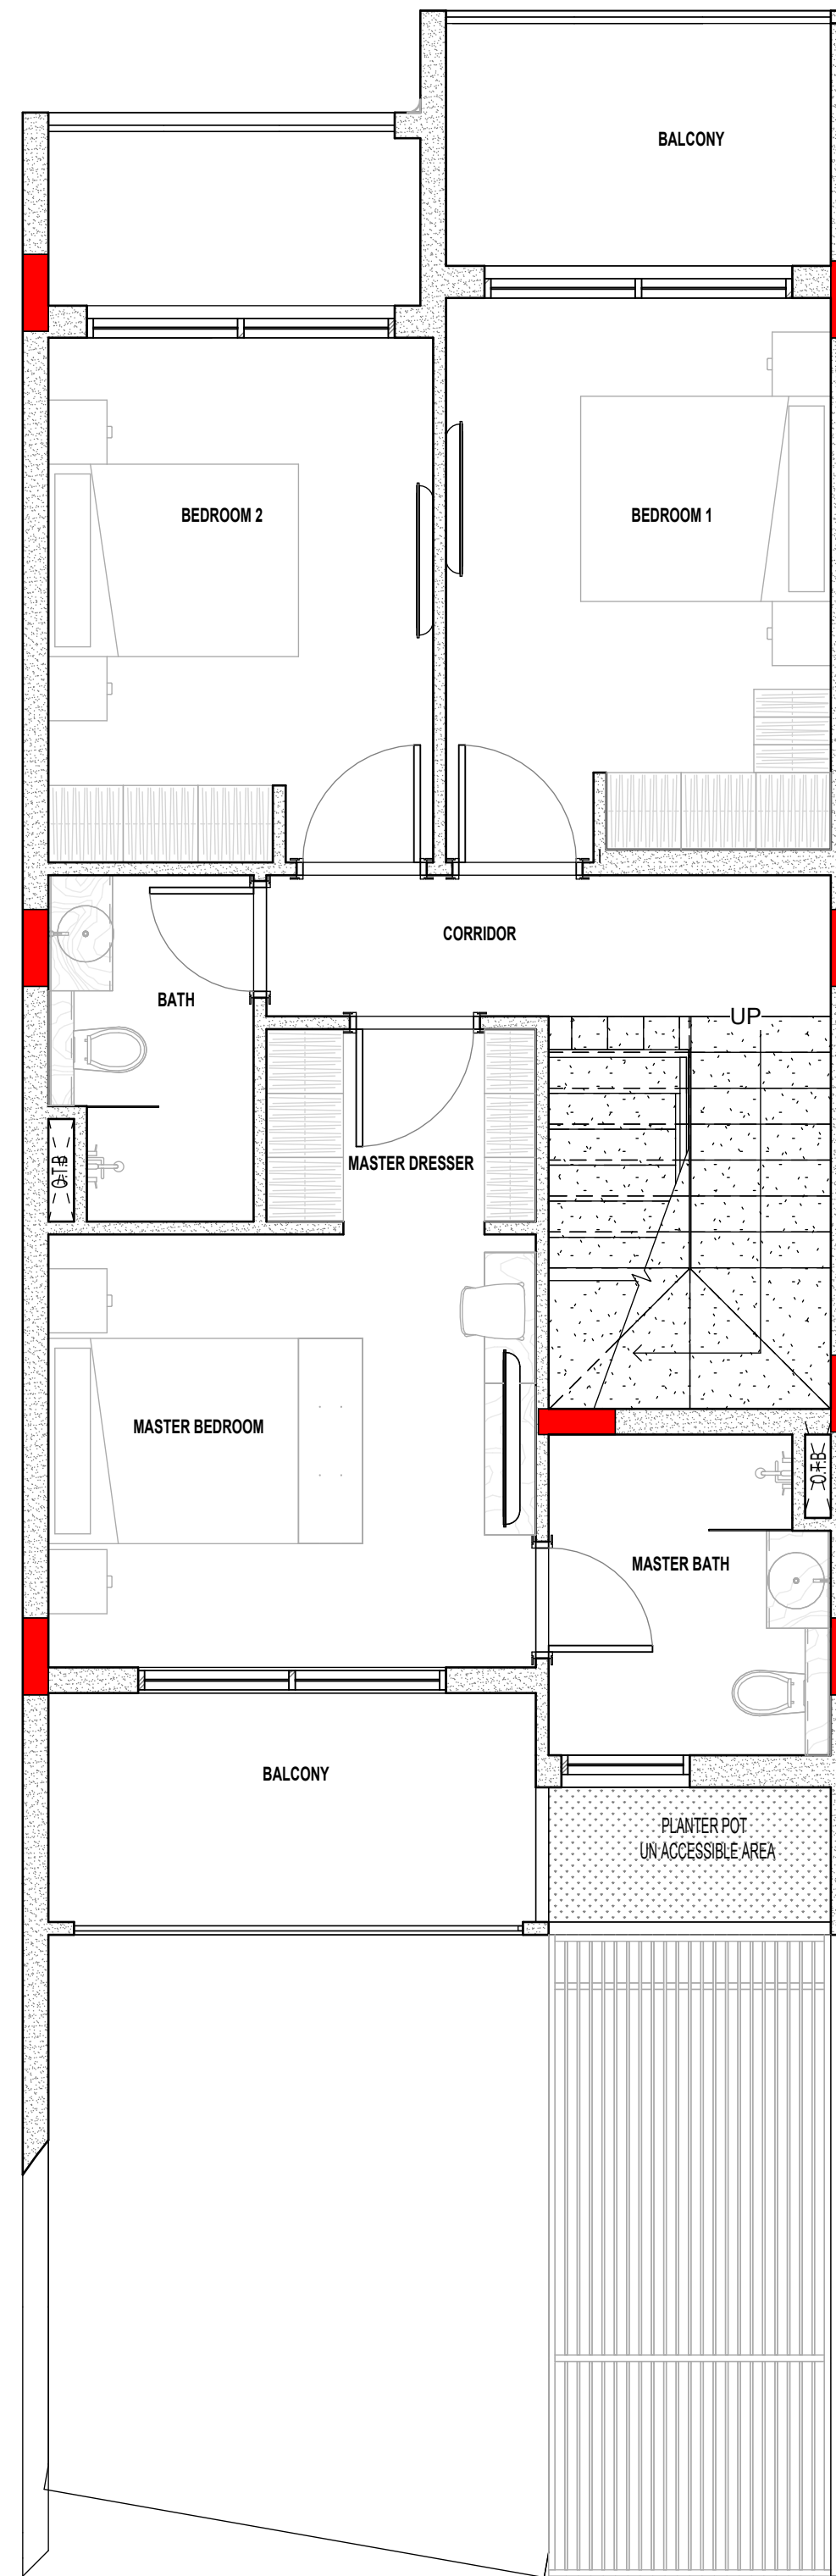 BALCONY
BEDROOM 2
BEDROOM 1
CORRIDOR
BATH
UP
O.T.B
MASTER DRESSER
MASTER BEDROOM
O.T.B
MASTER BATH
BALCONY
PLANTER POT
UN ACCESSIBLE AREA